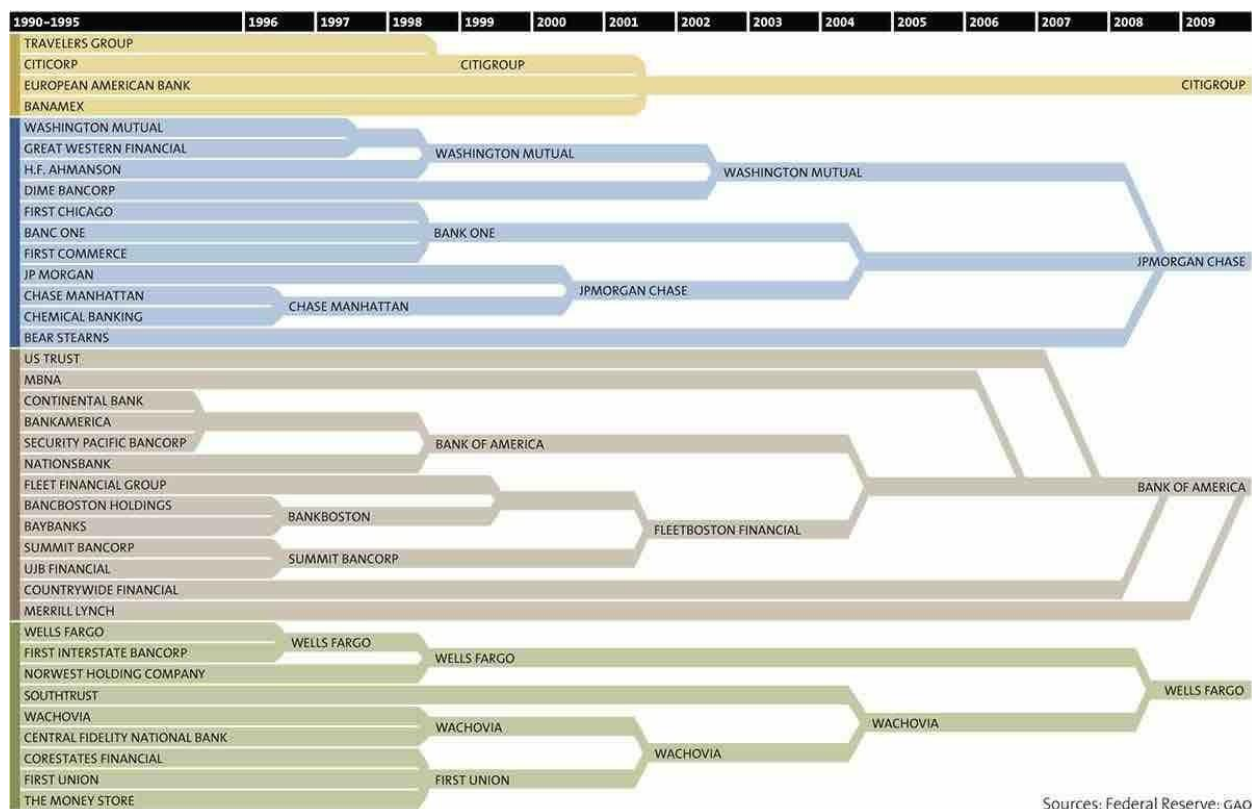 1990–1995 1996 1997 1998 1999 2000 2001 2002 2003 2004 2005 2006 2007 2008 2009
TRAVELERS GROUP
CITICORP CITIGROUP
EUROPEAN AMERICAN BANK CITIGROUP
BANAMEX
WASHINGTON MUTUAL
GREAT WESTERN FINANCIAL WASHINGTON MUTUAL
H.F. AHMANSON WASHINGTON MUTUAL
DIME BANCORP
FIRST CHICAGO
BANC ONE BANK ONE
FIRST COMMERCE JPMORGAN CHASE
JP MORGAN
CHASE MANHATTAN JPMORGAN CHASE
CHASE MANHATTAN
CHEMICAL BANKING
BEAR STEARNS
US TRUST
MBNA
CONTINENTAL BANK
BANKAMERICA
SECURITY PACIFIC BANCORP BANK OF AMERICA
NATIONSBANK
FLEET FINANCIAL GROUP BANK OF AMERICA
BANCBOSTON HOLDINGS
BANKBOSTON
BAYBANKS FLEETBOSTON FINANCIAL
SUMMIT BANCORP
SUMMIT BANCORP
UJB FINANCIAL
COUNTRYWIDE FINANCIAL
MERRILL LYNCH
WELLS FARGO
WELLS FARGO
FIRST INTERSTATE BANCORP WELLS FARGO
NORWEST HOLDING COMPANY
SOUTHTRUST WELLS FARGO
WACHOVIA WACHOVIA WACHOVIA
CENTRAL FIDELITY NATIONAL BANK
CORESTATES FINANCIAL WACHOVIA
FIRST UNION FIRST UNION
THE MONEY STORE
Sources: Federal Reserve; GAO